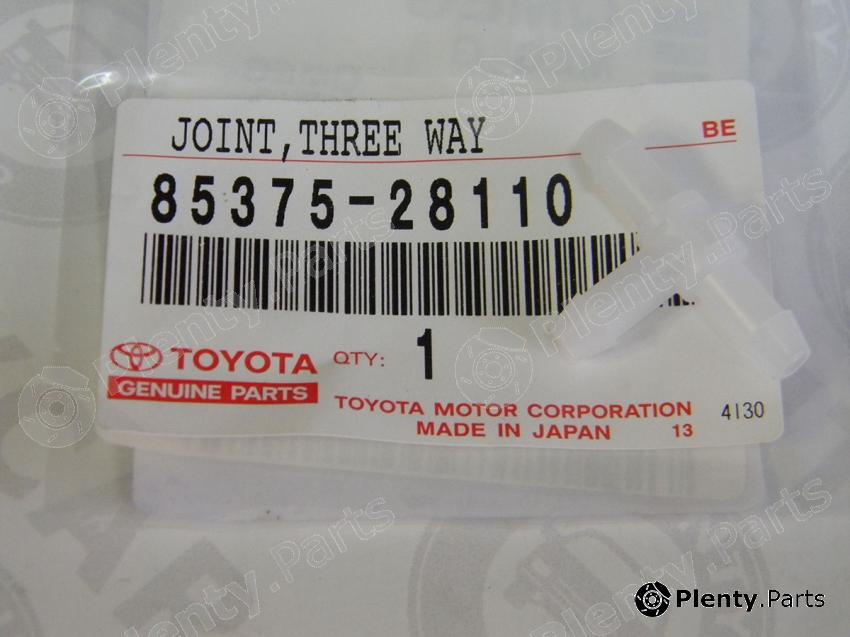 JOINT, THREE WAY
BE
85375-28110
TOYOTA
GENUINE PARTS
QTY: 1
TOYOTA MOTOR CORPORATION
MADE IN JAPAN 13
4130
Plenty.Parts